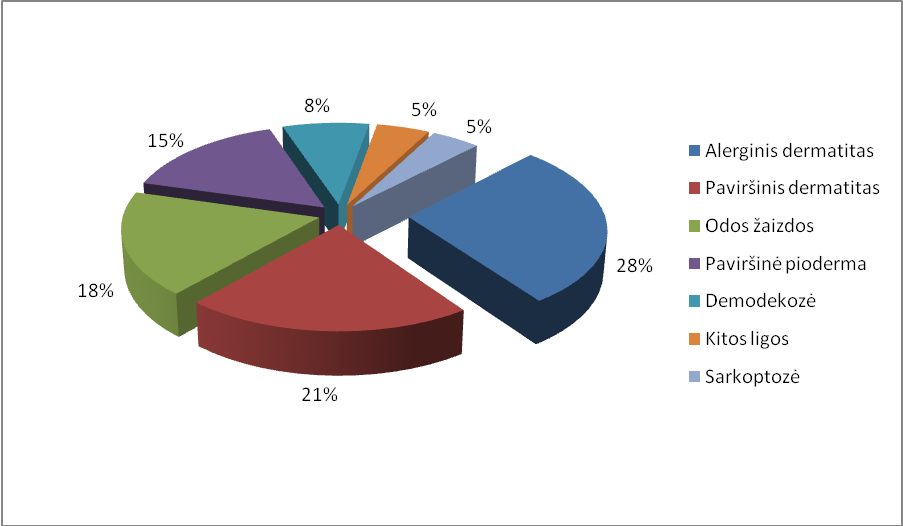 8%
5%
5%
15%
28%
18%
21%
Alerginis dermatitas
Paviršinis dermatitas
Odos žaizdos
Paviršinė pioderma
Demodekozė
Kitos ligos
Sarkoptozė